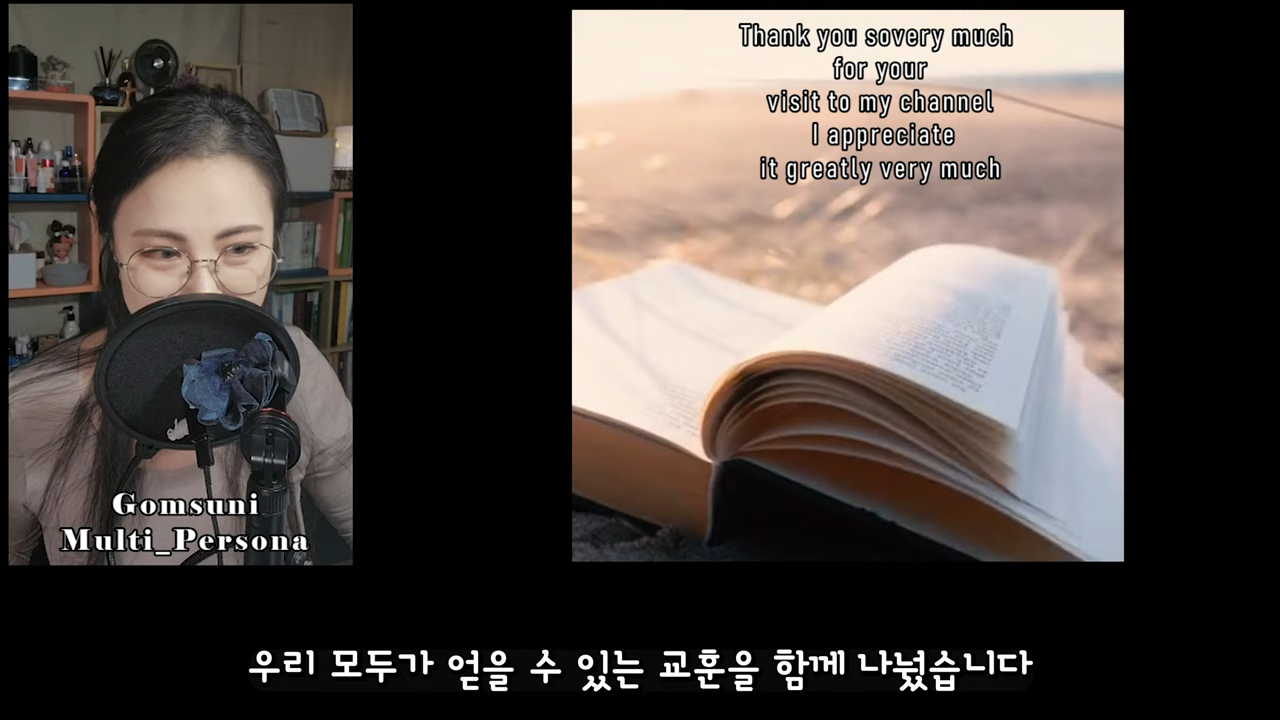 Thank you sovery much
for your
visit to my channel
I appreciate
it greatly very much
Gomsuni
Multi_Persona
우리 모두가 얻을 수 있는 교훈을 함께 나눴습니다